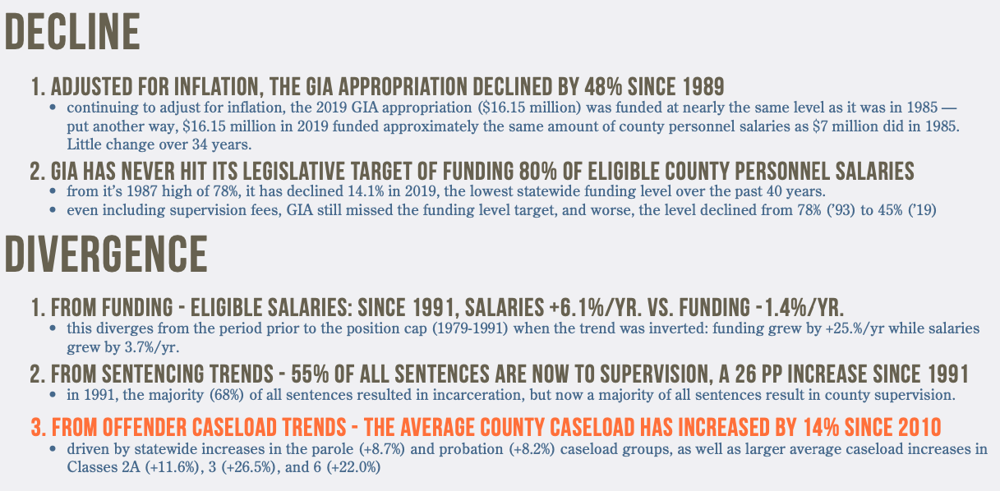 DECLINE
1. ADJUSTED FOR INFLATION, THE GIA APPROPRIATION DECLINED BY 48% SINCE 1989
• continuing to adjust for inflation, the 2019 GIA appropriation ($16.15 million) was funded at nearly the same level as it was in 1985 —
put another way, $16.15 million in 2019 funded approximately the same amount of county personnel salaries as $7 million did in 1985.
Little change over 34 years.
2. GIA HAS NEVER HIT ITS LEGISLATIVE TARGET OF FUNDING 80% OF ELIGIBLE COUNTY PERSONNEL SALARIES
• from it's 1987 high of 78%, it has declined 14.1% in 2019, the lowest statewide funding level over the past 40 years.
• even including supervision fees, GIA still missed the funding level target, and worse, the level declined from 78% ('93) to 45% ('19)
DIVERGENCE
1. FROM FUNDING - ELIGIBLE SALARIES: SINCE 1991, SALARIES +6.1%/YR. VS. FUNDING -1.4%/YR.
• this diverges from the period prior to the position cap (1979-1991) when the trend was inverted: funding grew by +25.%/yr while salaries
grew by 3.7%/yr.
2. FROM SENTENCING TRENDS - 55% OF ALL SENTENCES ARE NOW TO SUPERVISION, A 26 PP INCREASE SINCE 1991
• in 1991, the majority (68%) of all sentences resulted in incarceration, but now a majority of all sentences result in county supervision.
3. FROM OFFENDER CASELOAD TRENDS - THE AVERAGE COUNTY CASELOAD HAS INCREASED BY 14% SINCE 2010
• driven by statewide increases in the parole (+8.7%) and probation (+8.2%) caseload groups, as well as larger average caseload increases in
Classes 2A (+11.6%), 3 (+26.5%), and 6 (+22.0%)